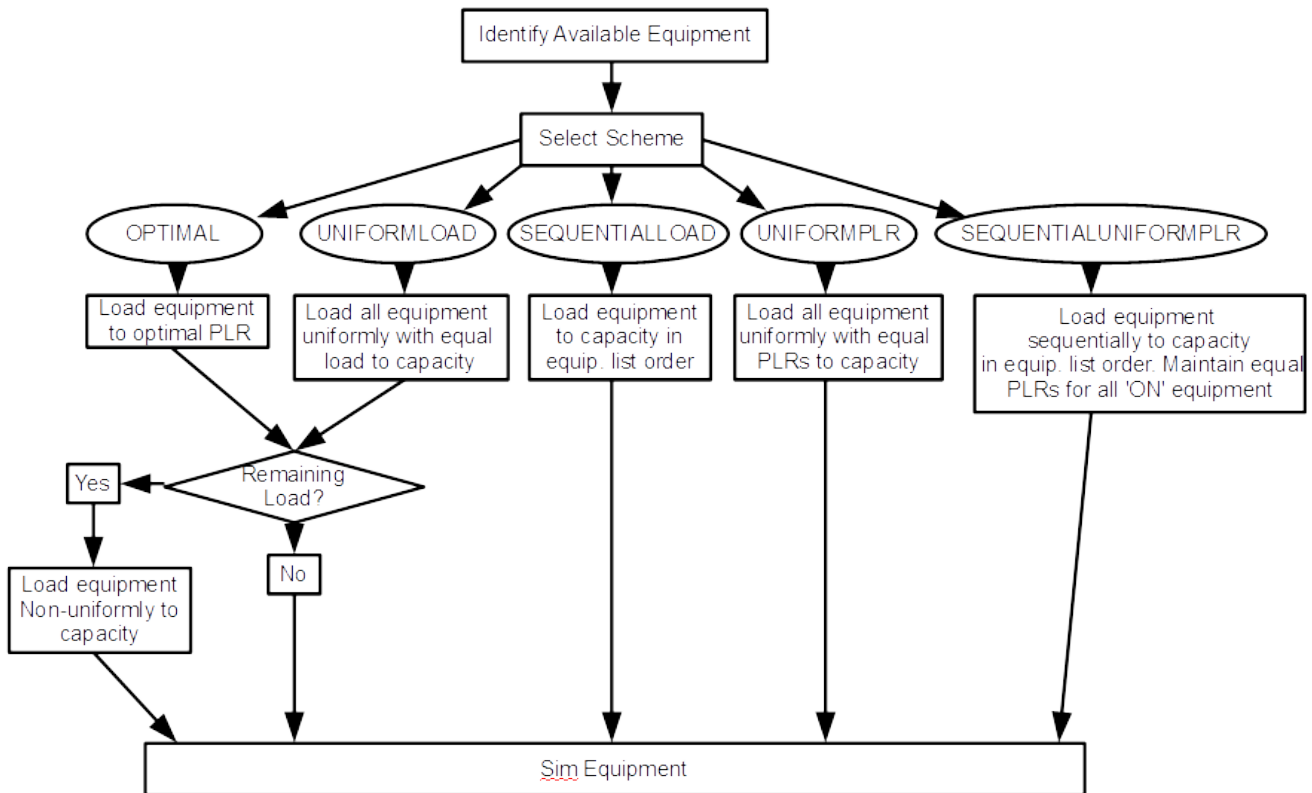 Identify Available Equipment
Select Scheme
OPTIMAL
UNIFORMLOAD
SEQUENTIALLOAD
UNIFORMPLR
SEQUENTIALUNIFORMPLR
Load equipment
to optimal PLR
Load all equipment
uniformly with equal
load to capacity
Load equipment
to capacity in
equip. list order
Load all equipment
uniformly with equal
PLRs to capacity
Load equipment
sequentially to capacity
in equip. list order. Maintain equal
PLRs for all 'ON' equipment
Remaining
Load?
Yes
No
Load equipment
Non-uniformly to
capacity
Sim Equipment